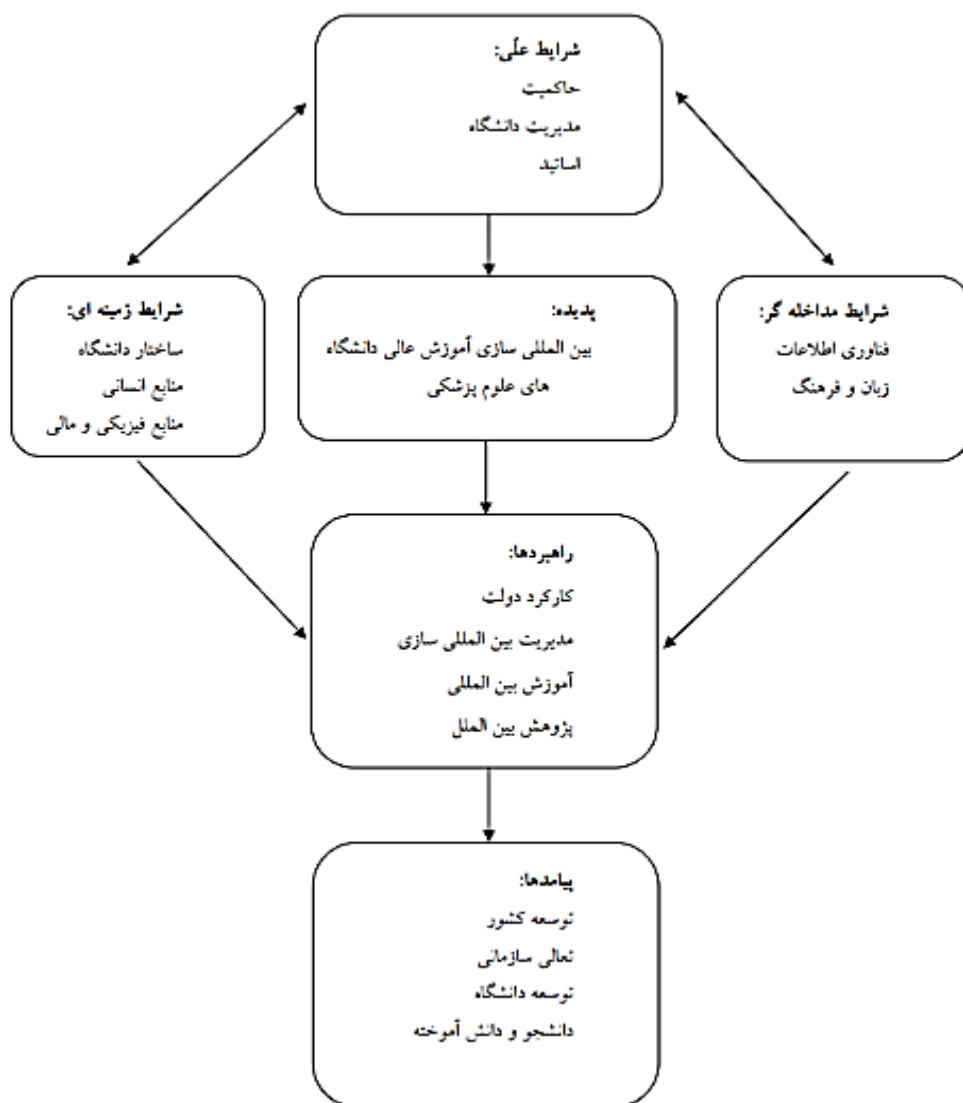 شرایط علّی:
حاکمیت
مدیریت دانشگاه
اساتید
شرایط مداخله گر:
فناوری اطلاعات
زبان و فرهنگ
پدیده:
بین المللی سازی آموزش عالی دانشگاه
های علوم پزشکی
شرایط زمینه ای:
ساختار دانشگاه
منابع انسانی
منابع فیزیکی و مالی
راهبردها:
کارکرد دولت
مدیریت بین المللی سازی
آموزش بین المللی
پژوهش بین الملل
پیامدها:
توسعه کشور
تعالی سازمانی
توسعه دانشگاه
دانشجو و دانش آموخته